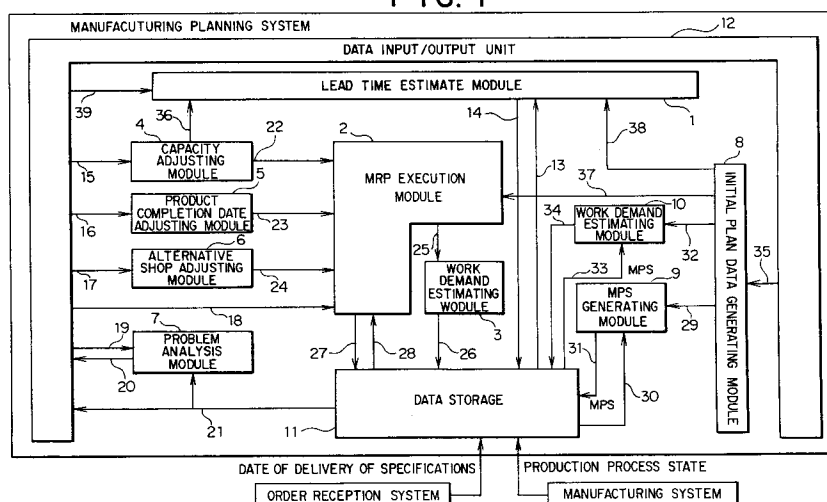 FIG. 1
MANUFACUTURING PLANNING SYSTEM
12
DATA INPUT/OUTPUT UNIT
LEAD TIME ESTIMATE MODULE
39
36
14
1
4
22
2
38
8
CAPACITY
ADJUSTING
MODULE
15
13
MRP EXECUTION
MODULE
37
5
PRODUCT
COMPLETION DATE
ADJUSTING MODULE
16
23
10
34
WORK DEMAND
ESTIMATING
MODULE
32
INITIAL PLAN DATA GENERATING MODULE
35
6
ALTERNATIVE
SHOP ADJUSTING
MODULE
17
24
25
WORK
DEMAND
ESTIMATING
WODULE
3
33
MPS
9
MPS
GENERATING
MODULE
29
18
7
19
PROBLEM
ANALYSIS
MODULE
20
27
28
26
31
30
MPS
21
DATA STORAGE
11
DATE OF DELIVERY OF SPECIFICATIONS
PRODUCTION PROCESS STATE
ORDER RECEPTION SYSTEM
MANUFACTURING SYSTEM